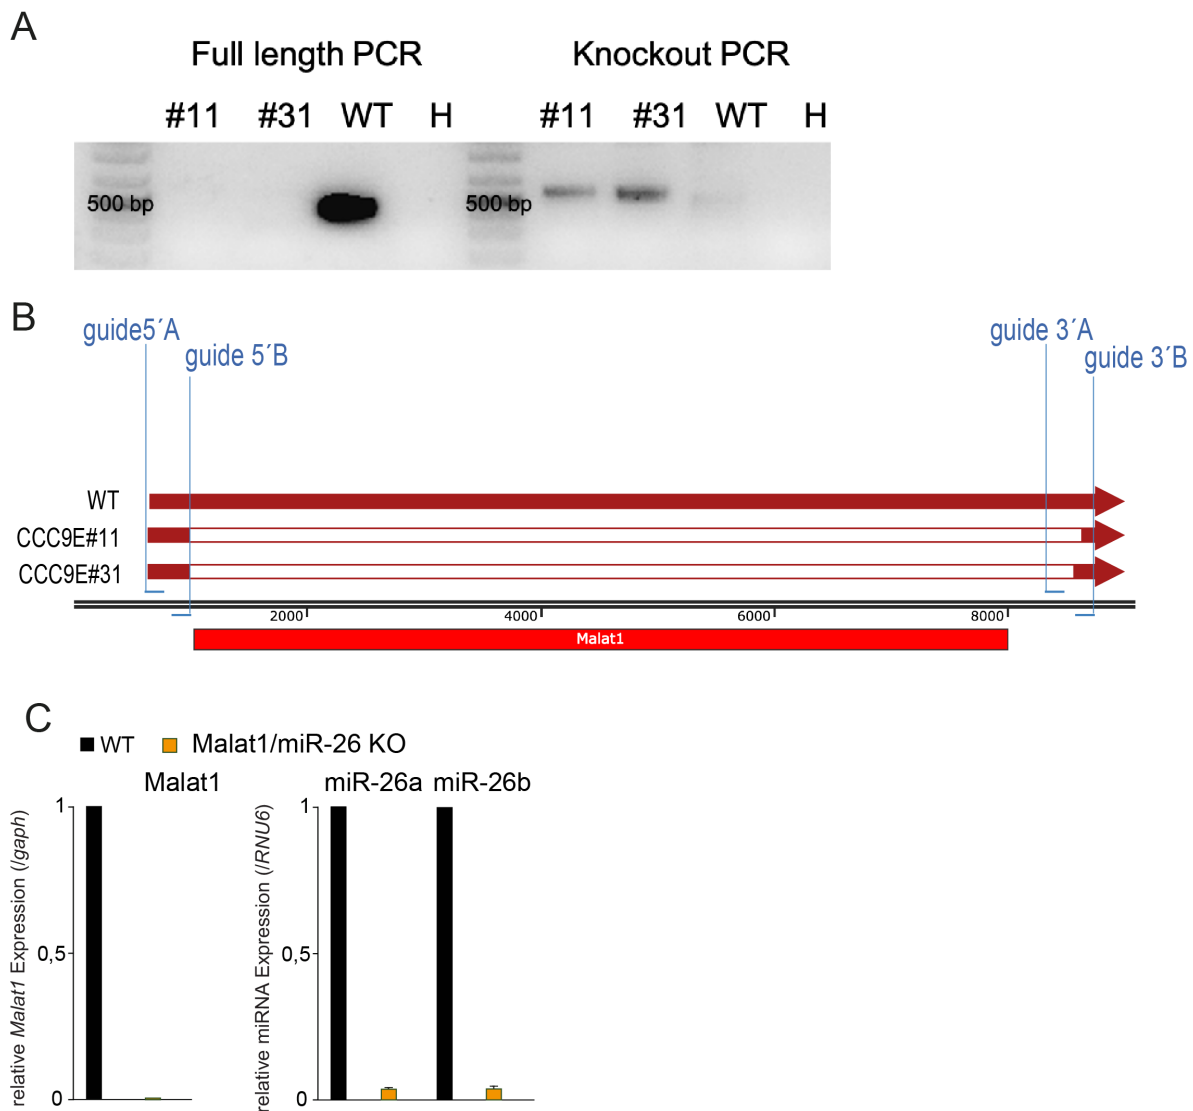 A
Full length PCR Knockout PCR
#11 #31 WT H #11 #31 WT H
500 bp 500 bp
B
guide5´A guide 3´A
guide 5´B guide 3´B
WT
CCC9E#11
CCC9E#31
2000 4000 6000 8000
Malat1
C
WT Malat1/miR-26 KO
Malat1 miR-26a miR-26b
relative Malat1 Expression (/gaph)
1
0,5
0
relative miRNA Expression (/RNU6)
1
0,5
0